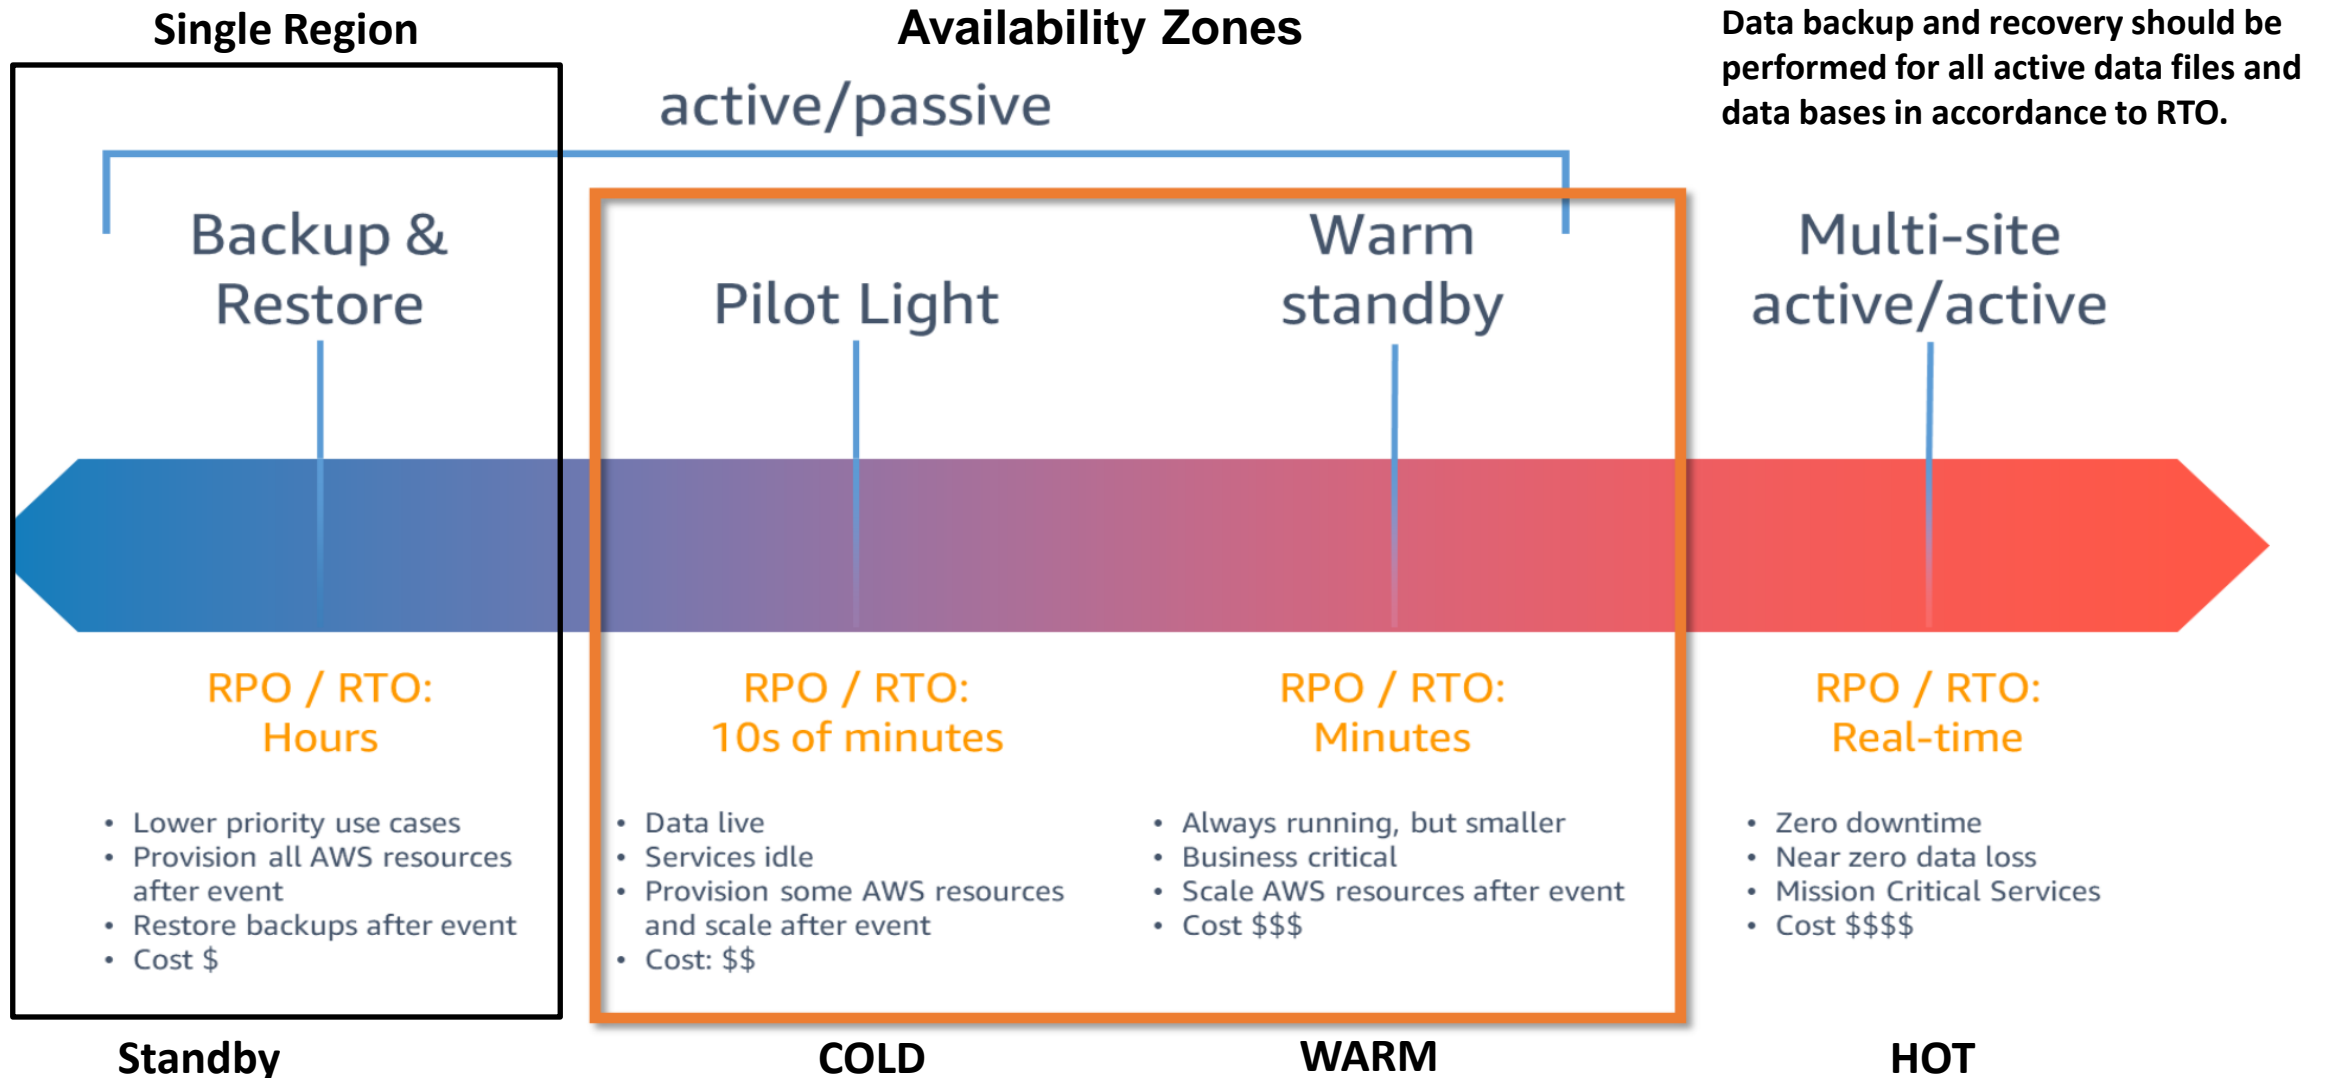 Single Region
Availability Zones
Data backup and recovery should be
performed for all active data files and
data bases in accordance to RTO.
active/passive
Backup &
Restore
Pilot Light
Warm
standby
Multi-site
active/active
RPO / RTO:
Hours
RPO / RTO:
10s of minutes
RPO / RTO:
Minutes
RPO / RTO:
Real-time
• Lower priority use cases
• Provision all AWS resources
after event
• Restore backups after event
• Cost $
• Data live
• Services idle
• Provision some AWS resources
and scale after event
• Cost: $$
• Always running, but smaller
• Business critical
• Scale AWS resources after event
• Cost $$$
• Zero downtime
• Near zero data loss
• Mission Critical Services
• Cost $$$$
Standby
COLD
WARM
HOT